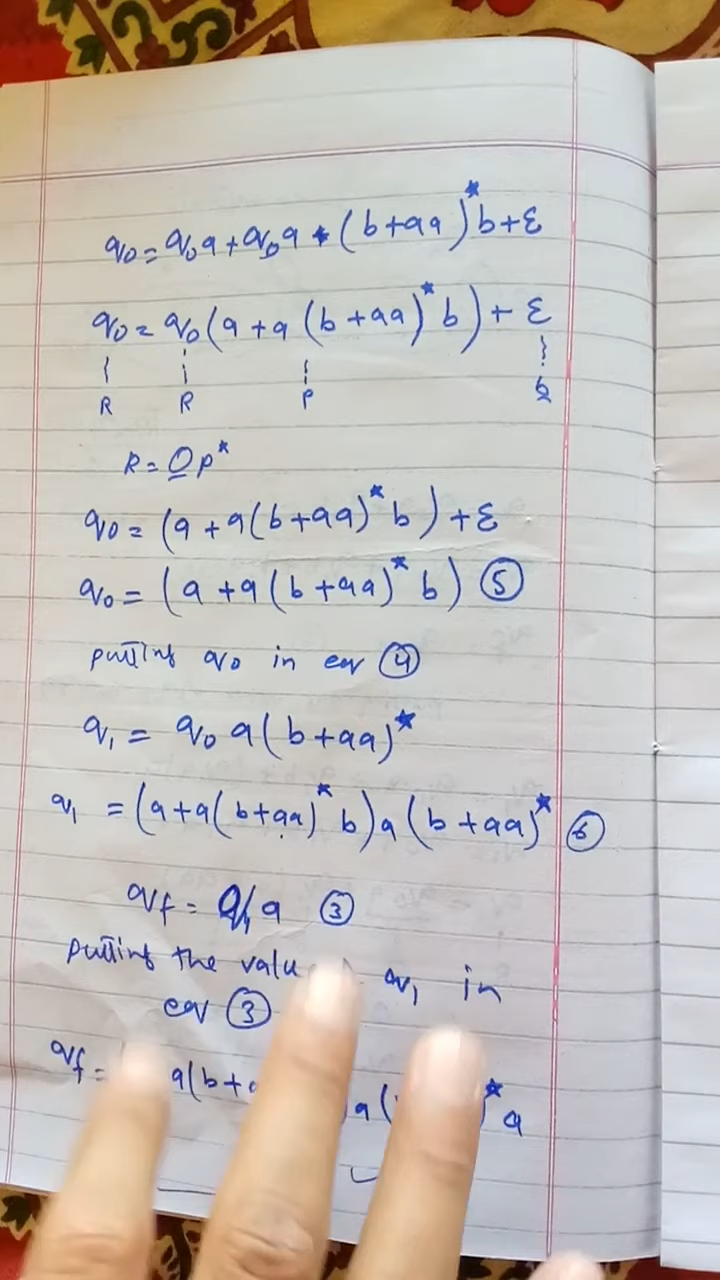 q0 = q0a + q0a * (b+aa)*b+ε
q0 = q0(a+a(b+aa)*b)+ε
R R P Q
R = QP*
q0 = (a+a(b+aa)*b)+ε
q0 = (a+a(b+aa)*b) ⑤
putting q0 in eq ④
q1 = q0 a(b+aa)*
q1 = (a+a(b+aa)*b)a(b+aa)* ⑥
qf = q1a ③
putting the valu q1 in
eq ③
qf = a(b+ a( )* a